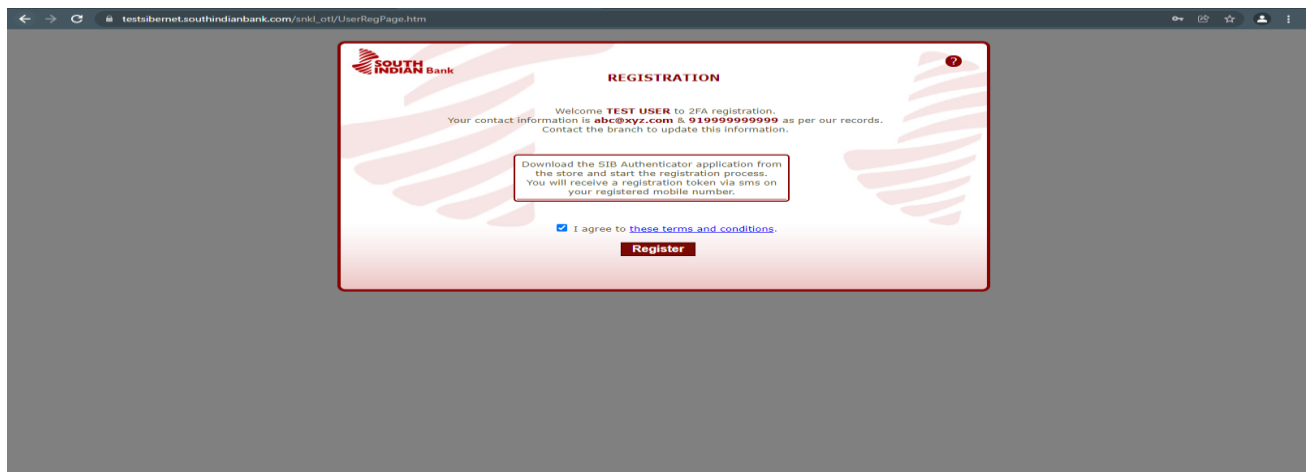 testsibernet.southindianbank.com/snkl_otl/UserRegPage.htm
SOUTH
INDIAN Bank
?
REGISTRATION
Welcome TEST USER to 2FA registration.
Your contact information is abc@xyz.com & 919999999999 as per our records.
Contact the branch to update this information.
Download the SIB Authenticator application from
the store and start the registration process.
You will receive a registration token via sms on
your registered mobile number.
I agree to these terms and conditions.
Register